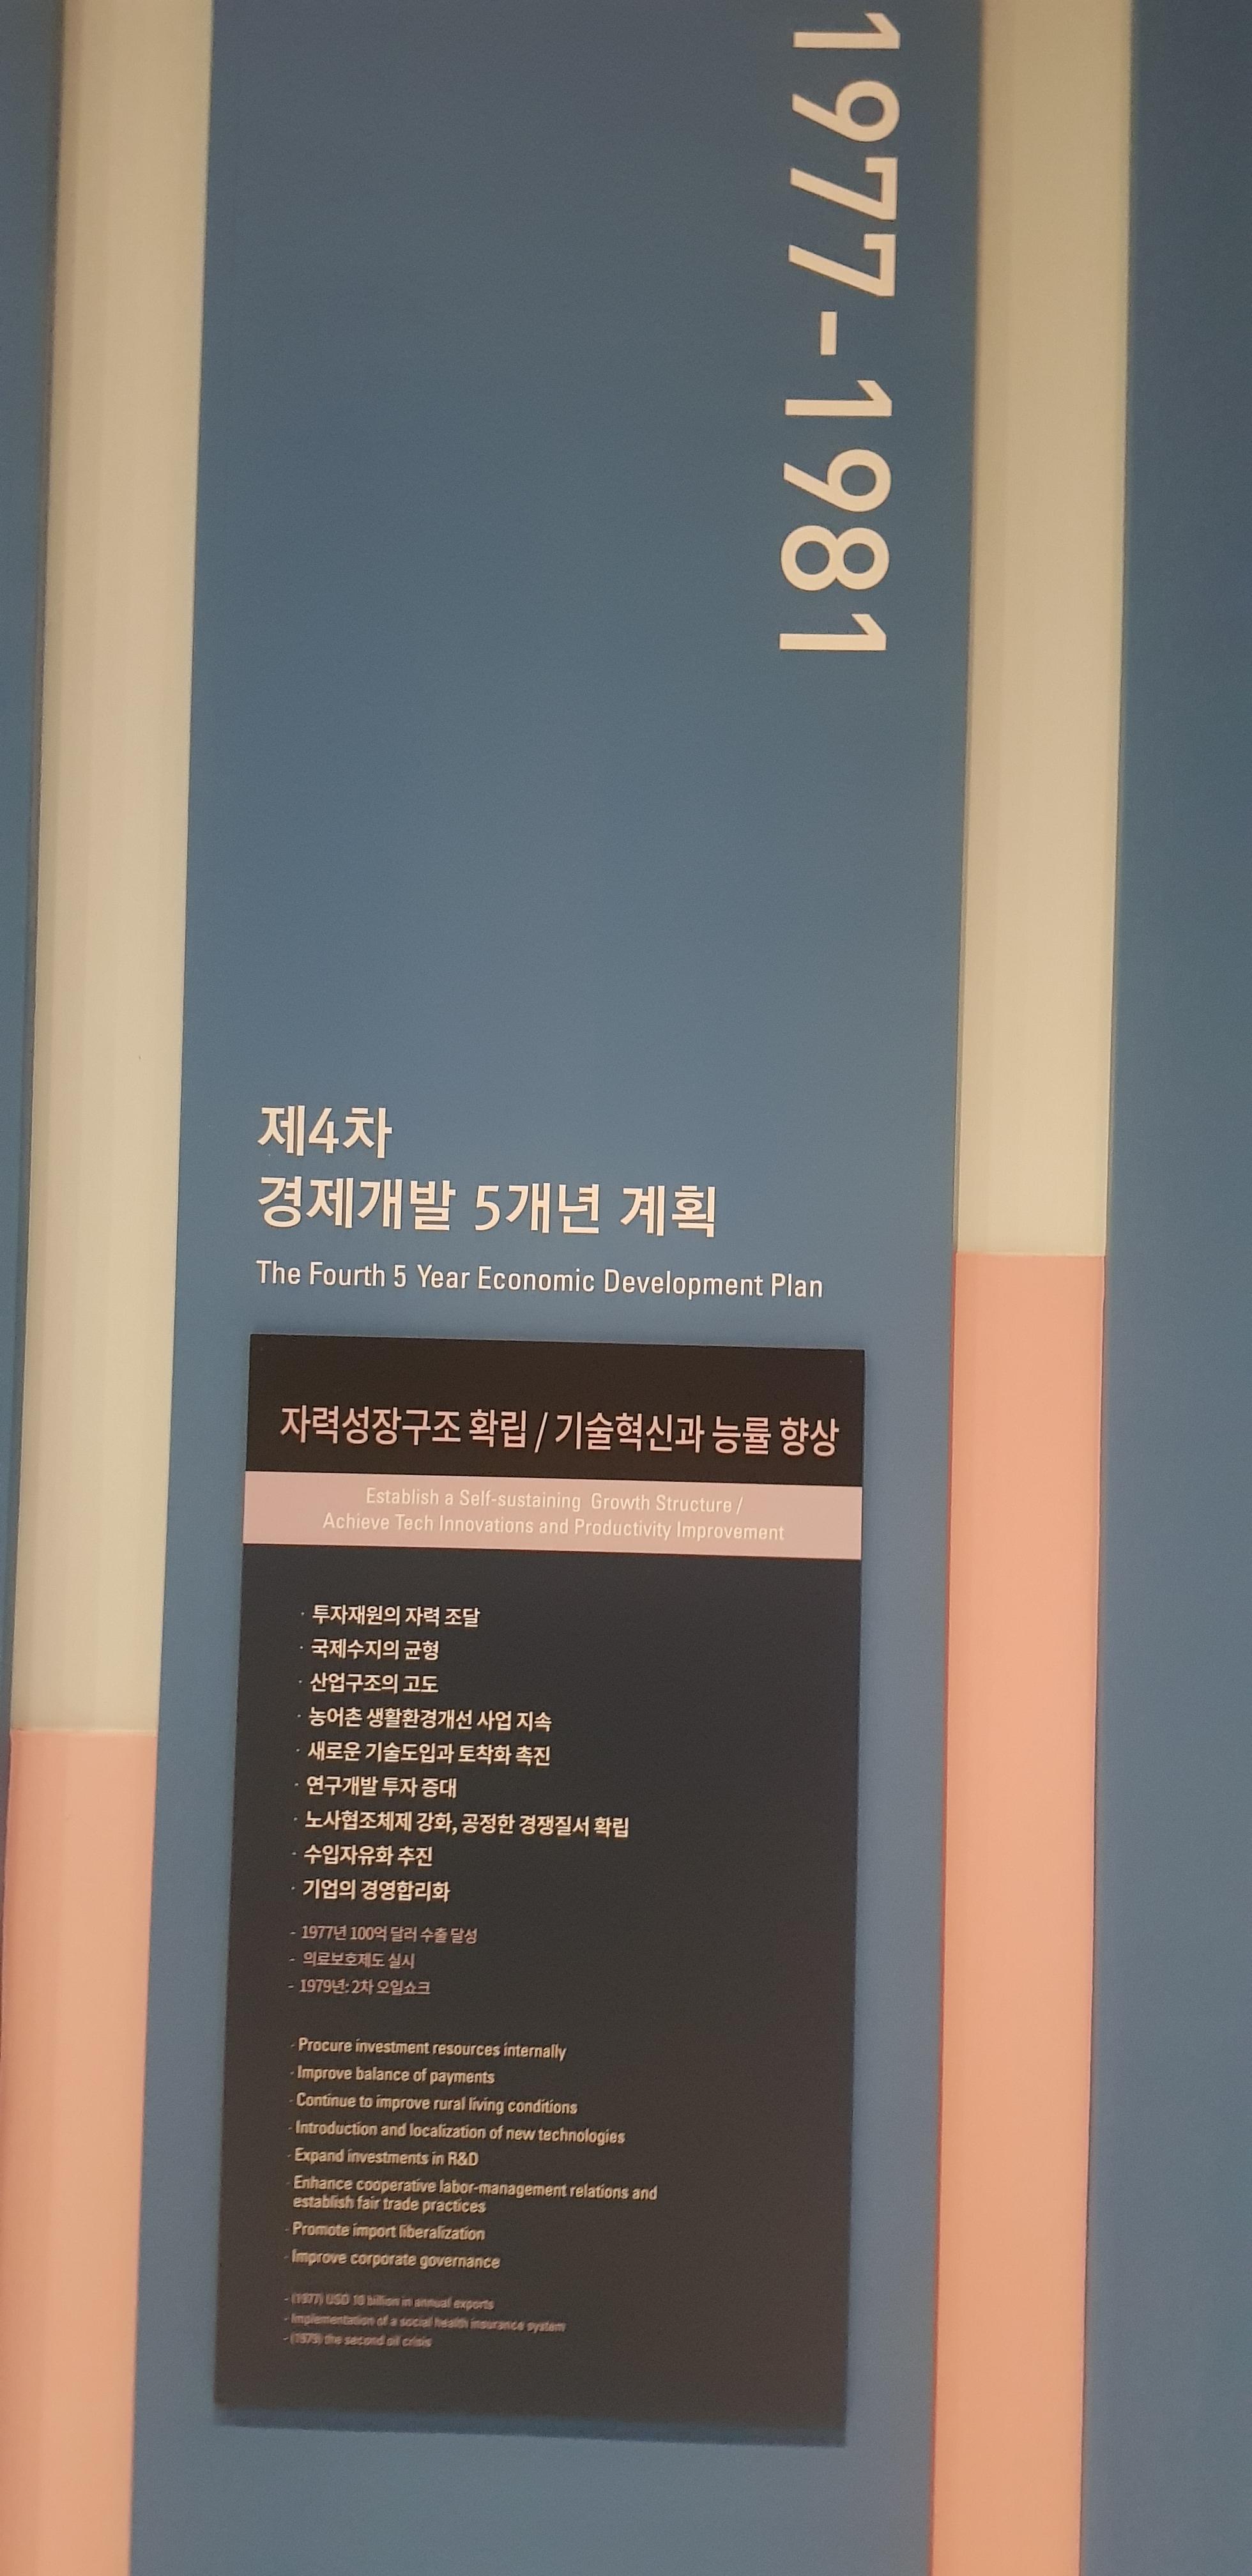 1977-1981
제4차
경제개발 5개년 계획
The Fourth 5 Year Economic Development Plan
자력성장구조 확립 / 기술혁신과 능률 향상
Establish a Self-sustaining Growth Structure /
Achieve Tech Innovations and Productivity Improvement
· 투자재원의 자력 조달
· 국제수지의 균형
· 산업구조의 고도
· 농어촌 생활환경개선 사업 지속
· 새로운 기술도입과 토착화 촉진
· 연구개발 투자 증대
· 노사협조체제 강화, 공정한 경쟁질서 확립
· 수입자유화 추진
· 기업의 경영합리화
- 1977년 100억 달러 수출 달성
- 의료보호제도 실시
- 1979년: 2차 오일쇼크
· Procure investment resources internally
· Improve balance of payments
· Continue to improve rural living conditions
· Introduction and localization of new technologies
· Expand investments in R&D
· Enhance cooperative labor-management relations and
establish fair trade practices
· Promote import liberalization
· Improve corporate governance
- (1977) USD 10 billion in annual exports
- Implementation of a social health insurance system
- (1979) the second oil crisis